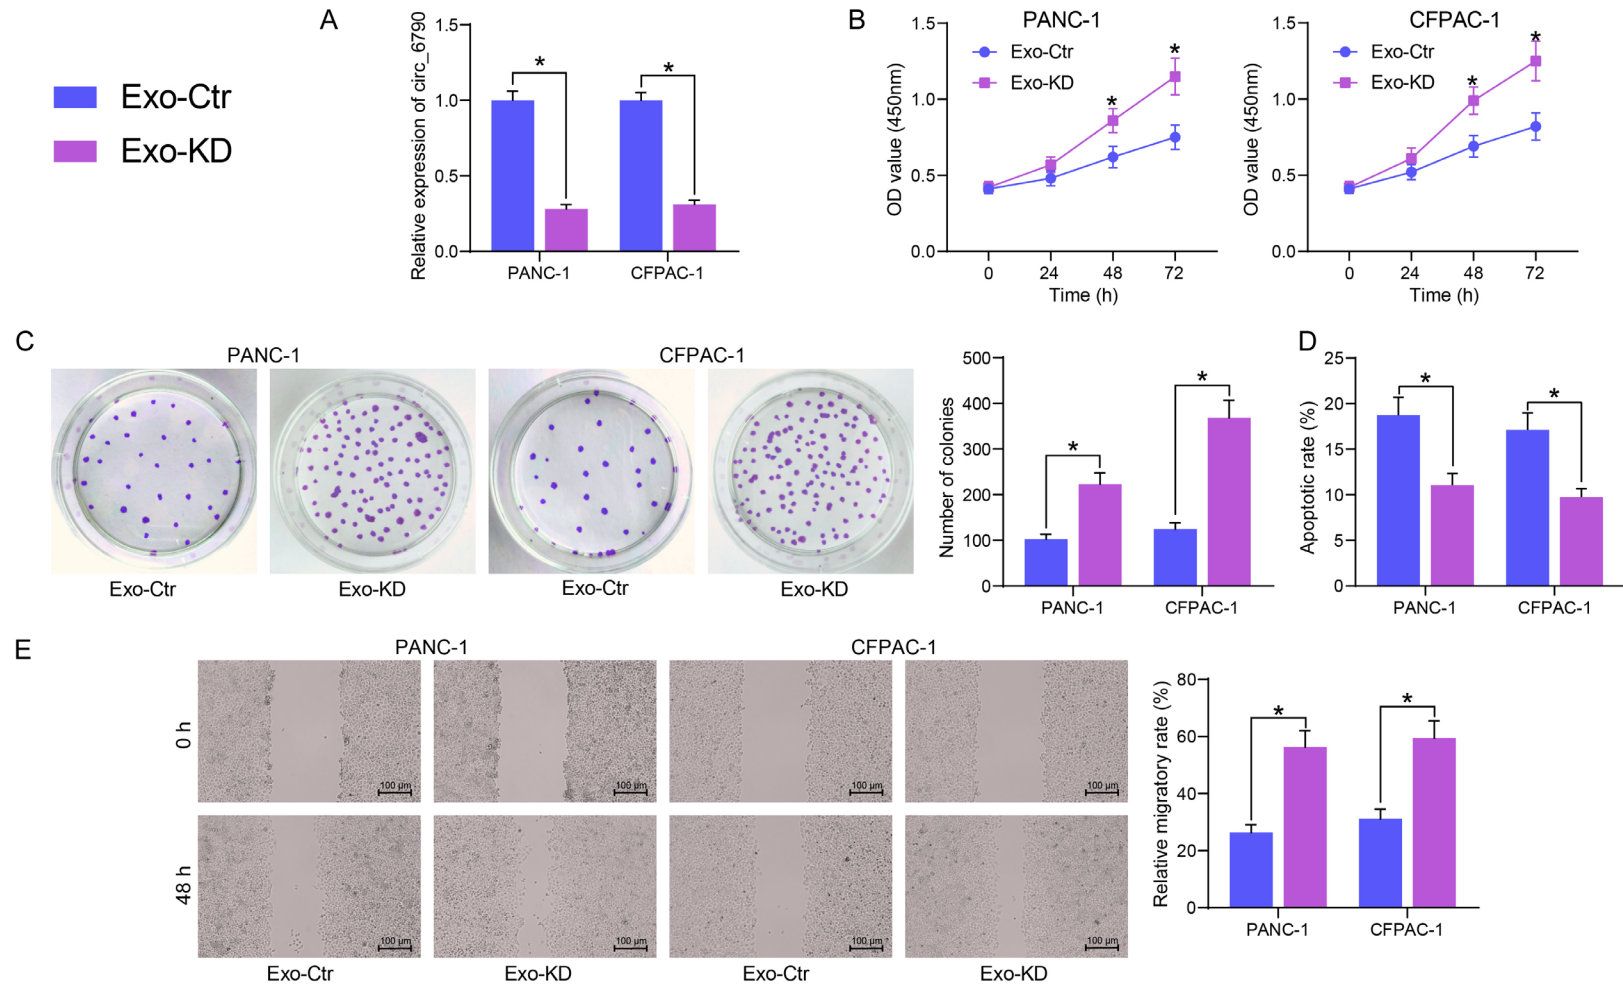 Exo-Ctr
Exo-KD
A
Relative expression of circ_6790
1.5
1.0
0.5
0.0
*
*
PANC-1
CFPAC-1
B
PANC-1
OD value (450nm)
1.5
1.0
0.5
0.0
Exo-Ctr
Exo-KD
*
*
0 24 48 72
Time (h)
CFPAC-1
OD value (450nm)
1.5
1.0
0.5
0.0
Exo-Ctr
Exo-KD
*
*
0 24 48 72
Time (h)
C
PANC-1
CFPAC-1
Exo-Ctr
Exo-KD
Exo-Ctr
Exo-KD
Number of colonies
500
400
300
200
100
0
*
*
PANC-1
CFPAC-1
D
Apoptotic rate (%)
25
20
15
10
5
0
*
*
PANC-1
CFPAC-1
E
PANC-1
CFPAC-1
0 h
100 µm
100 µm
100 µm
100 µm
48 h
100 µm
100 µm
100 µm
100 µm
Exo-Ctr
Exo-KD
Exo-Ctr
Exo-KD
Relative migratory rate (%)
80
60
40
20
0
*
*
PANC-1
CFPAC-1